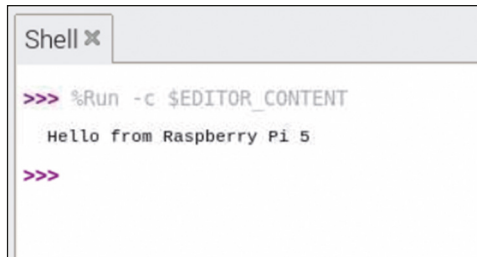 Shell
>>> %Run -c $EDITOR_CONTENT
Hello from Raspberry Pi 5
>>>